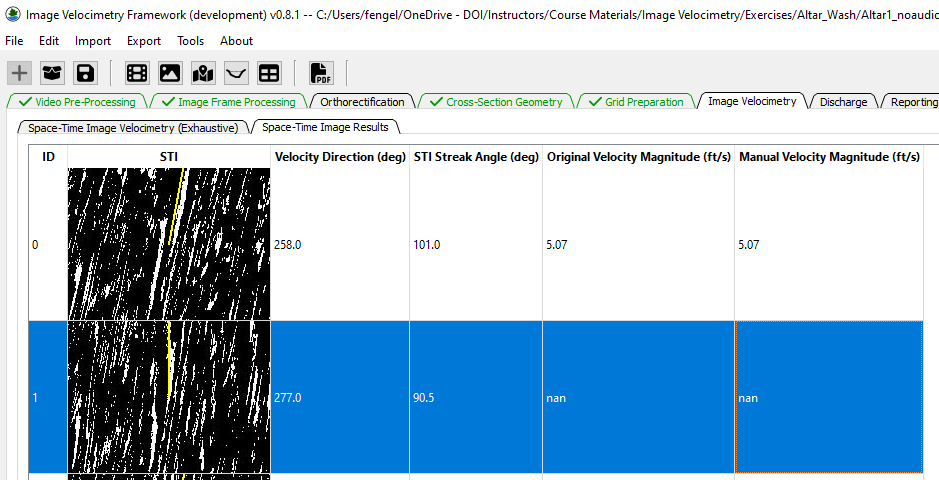 Image Velocimetry Framework (development) v0.8.1 -- C:/Users/fengel/OneDrive - DOI/Instructors/Course Materials/Image Velocimetry/Exercises/Altar_Wash/Altar1_noaudio
File Edit Import Export Tools About
PDF
Video Pre-Processing Image Frame Processing Orthorectification Cross-Section Geometry Grid Preparation Image Velocimetry Discharge Reporting
Space-Time Image Velocimetry (Exhaustive) Space-Time Image Results
ID STI Velocity Direction (deg) STI Streak Angle (deg) Original Velocity Magnitude (ft/s) Manual Velocity Magnitude (ft/s)
0 258.0 101.0 5.07 5.07
1 277.0 90.5 nan nan